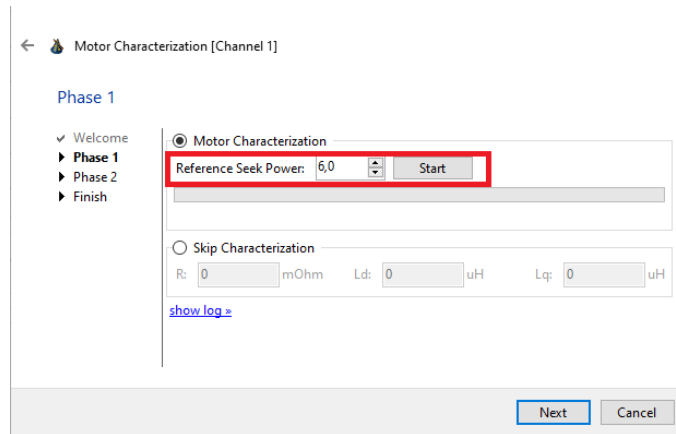 Motor Characterization [Channel 1]
Phase 1
Welcome
Phase 1
Phase 2
Finish
Motor Characterization
Reference Seek Power: 6,0 Start
Skip Characterization
R: 0 mOhm Ld: 0 uH Lq: 0 uH
show log »
Next Cancel